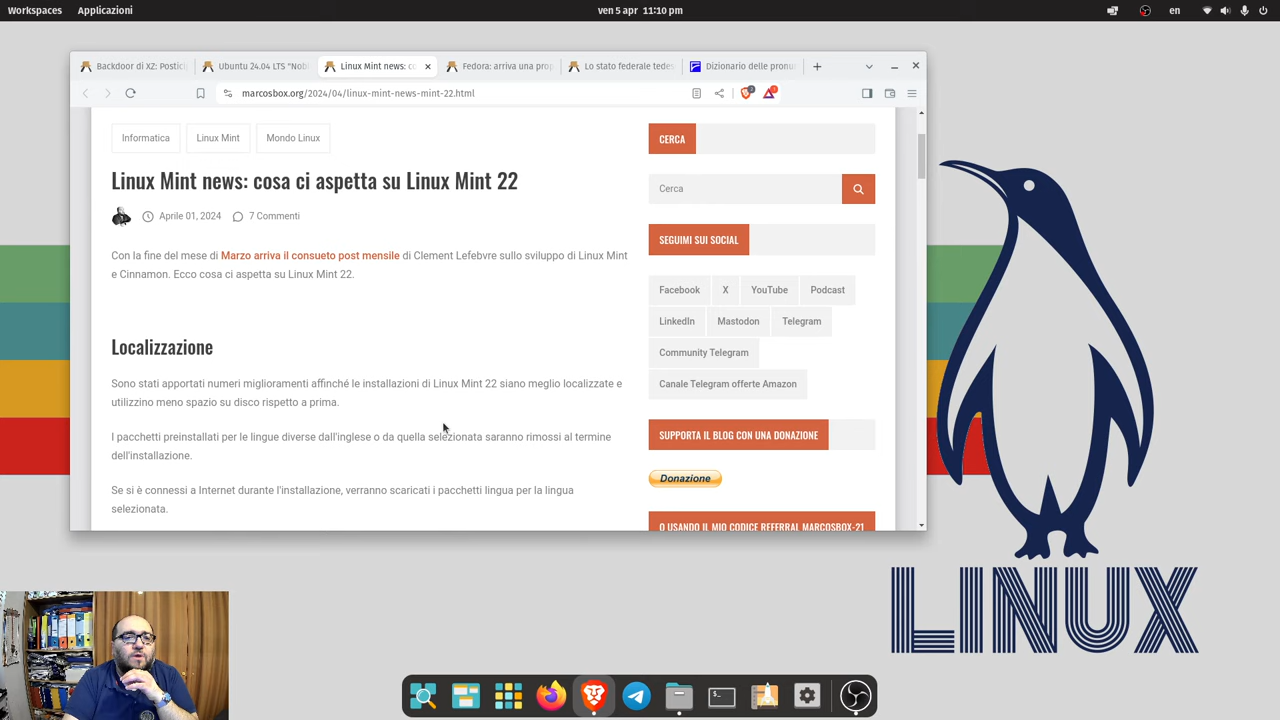 Workspaces Applicazioni ven 5 apr 11:10 pm en
Backdoor di XZ: Postici Ubuntu 24.04 LTS "Nobl Linux Mint news: co Fedora: arriva una prop Lo stato federale tedes Dizionario delle pronun
marcosbox.org/2024/04/linux-mint-news-mint-22.html
Informatica Linux Mint Mondo Linux
Linux Mint news: cosa ci aspetta su Linux Mint 22
Aprile 01, 2024 7 Commenti
Con la fine del mese di Marzo arriva il consueto post mensile di Clement Lefebvre sullo sviluppo di Linux Mint
e Cinnamon. Ecco cosa ci aspetta su Linux Mint 22.
Localizzazione
Sono stati apportati numeri miglioramenti affinché le installazioni di Linux Mint 22 siano meglio localizzate e
utilizzino meno spazio su disco rispetto a prima.
I pacchetti preinstallati per le lingue diverse dall'inglese o da quella selezionata saranno rimossi al termine
dell'installazione.
Se si è connessi a Internet durante l'installazione, verranno scaricati i pacchetti lingua per la lingua
selezionata.
CERCA
Cerca
SEGUIMI SUI SOCIAL
Facebook X YouTube Podcast
LinkedIn Mastodon Telegram
Community Telegram
Canale Telegram offerte Amazon
SUPPORTA IL BLOG CON UNA DONAZIONE
Donazione
O USANDO IL MIO CODICE REFERRAL MARCOSBOX-21
LINUX